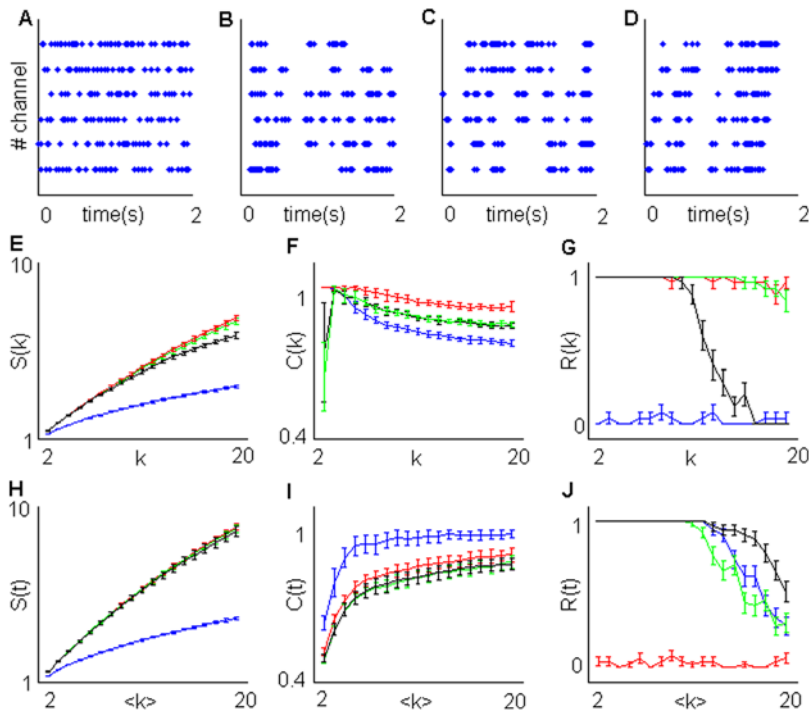 A B C D
# channel
0 time(s) 2 0 time(s) 2 0 time(s) 2 0 time(s) 2
E F G
10 1 1
S(k) C(k) R(k)
1 0.4 0
2 k 20 2 k 20 2 k 20
H I J
10 1 1
S(t) C(t) R(t)
1 0.4 0
2 <k> 20 2 <k> 20 2 <k> 20